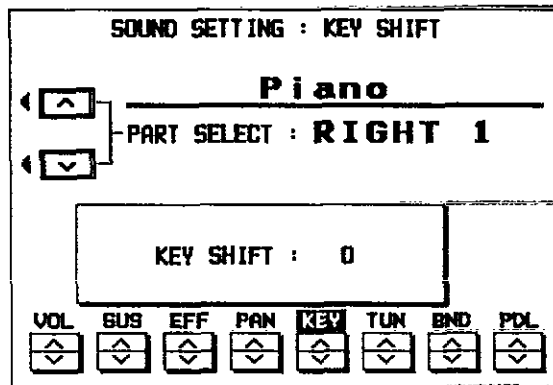 SOUND SETTING : KEY SHIFT
Piano
PART SELECT : RIGHT 1
KEY SHIFT : 0
VOL SUS EFF PAN KEY TUN BND PDL